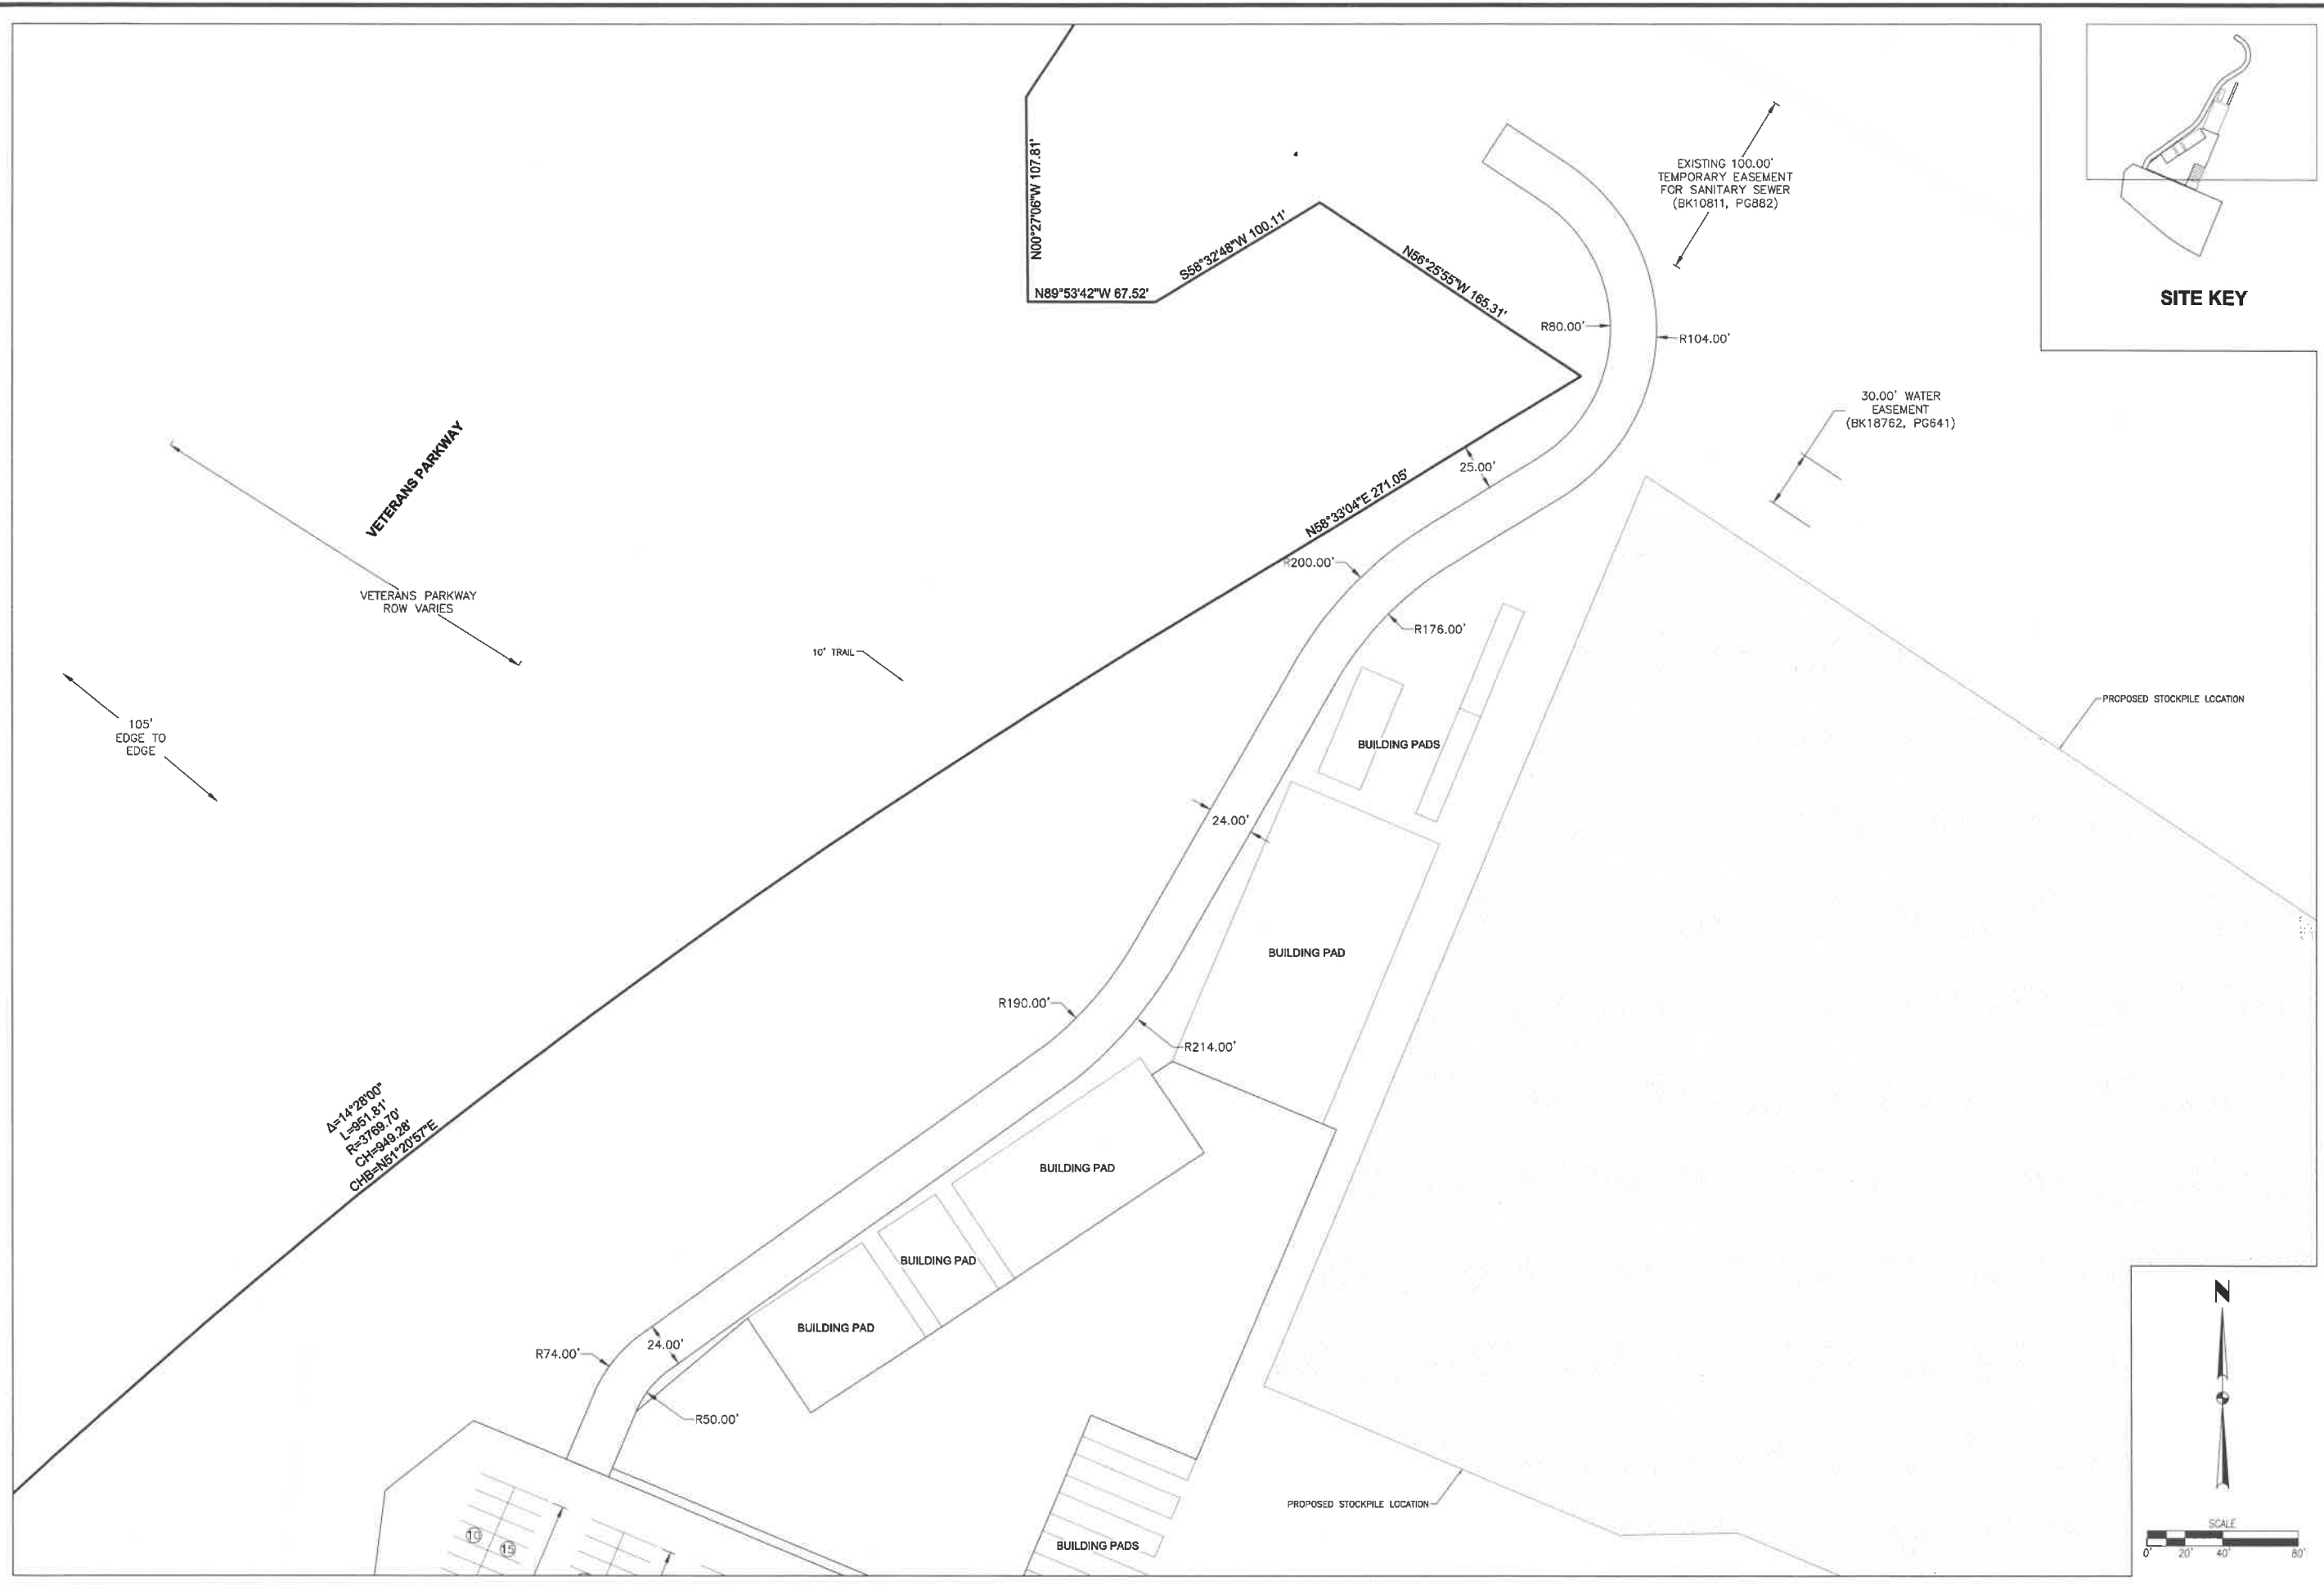 SITE KEY
EXISTING 100.00'
TEMPORARY EASEMENT
FOR SANITARY SEWER
(BK10811, PG882)
N00°27'06"W 107.81'
S58°32'48"W 100.11'
N89°53'42"W 67.52'
N56°25'55"W 165.31'
R80.00'
R104.00'
30.00' WATER
EASEMENT
(BK18762, PG641)
VETERANS PARKWAY
25.00'
N58°33'04"E 271.05'
R200.00'
VETERANS PARKWAY
ROW VARIES
R176.00'
10' TRAIL
PROPOSED STOCKPILE LOCATION
105'
EDGE TO
EDGE
BUILDING PADS
24.00'
BUILDING PAD
R190.00'
R214.00'
Δ=14°28'00"
L=951.81'
R=3769.70'
CH=949.28'
CHB=N51°20'57"E
BUILDING PAD
BUILDING PAD
BUILDING PAD
24.00'
R74.00'
R50.00'
N
PROPOSED STOCKPILE LOCATION
10
15
BUILDING PADS
SCALE
0' 20' 40' 80'